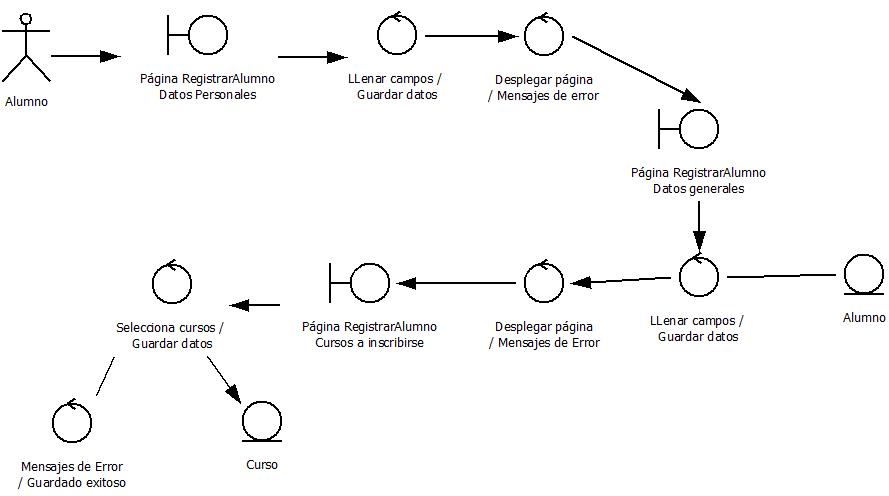 Alumno
Página RegistrarAlumno
Datos Personales
LLenar campos /
Guardar datos
Desplegar página
/ Mensajes de error
Página RegistrarAlumno
Datos generales
Selecciona cursos /
Guardar datos
Página RegistrarAlumno
Cursos a inscribirse
Desplegar página
/ Mensajes de Error
LLenar campos /
Guardar datos
Alumno
Mensajes de Error
/ Guardado exitoso
Curso